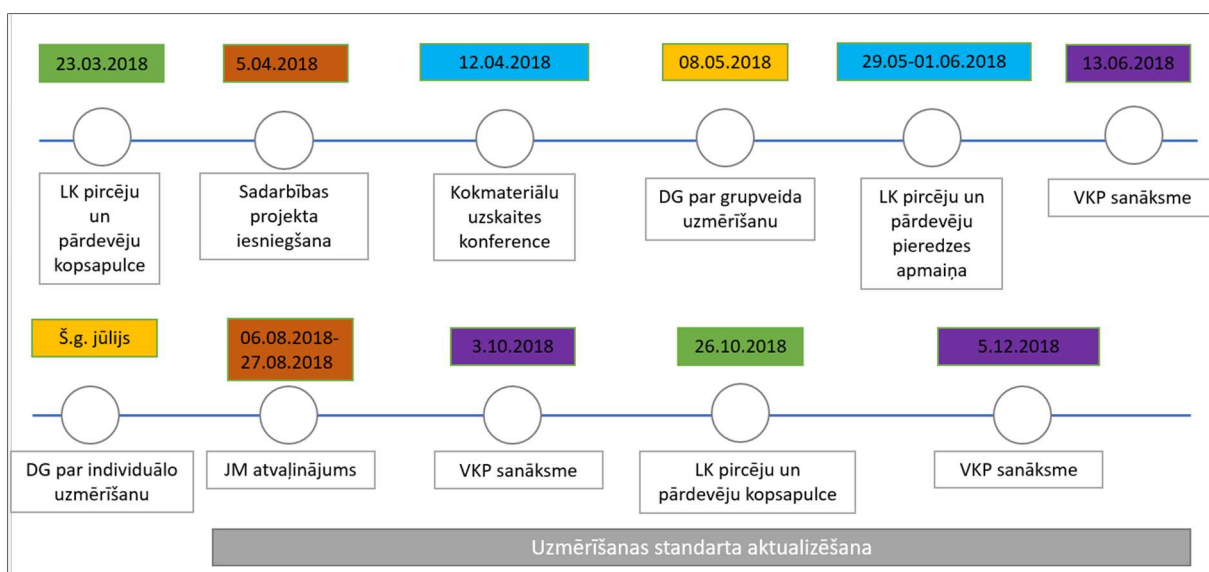 23.03.2018
5.04.2018
12.04.2018
08.05.2018
29.05-01.06.2018
13.06.2018
LK pircēju
un
pārdevēju
kopsapulce
Sadarbības
projekta
iesniegšana
Kokmateriālu
uzskaites
konference
DG par grupveida
uzmērīšanu
LK pircēju un
pārdevēju
pieredzes
apmaiņa
VKP sanāksme
Š.g. jūlijs
06.08.2018-
27.08.2018
3.10.2018
26.10.2018
5.12.2018
DG par individuālo
uzmērīšanu
JM atvaļinājums
VKP sanāksme
LK pircēju un
pārdevēju kopsapulce
VKP sanāksme
Uzmērīšanas standarta aktualizēšana